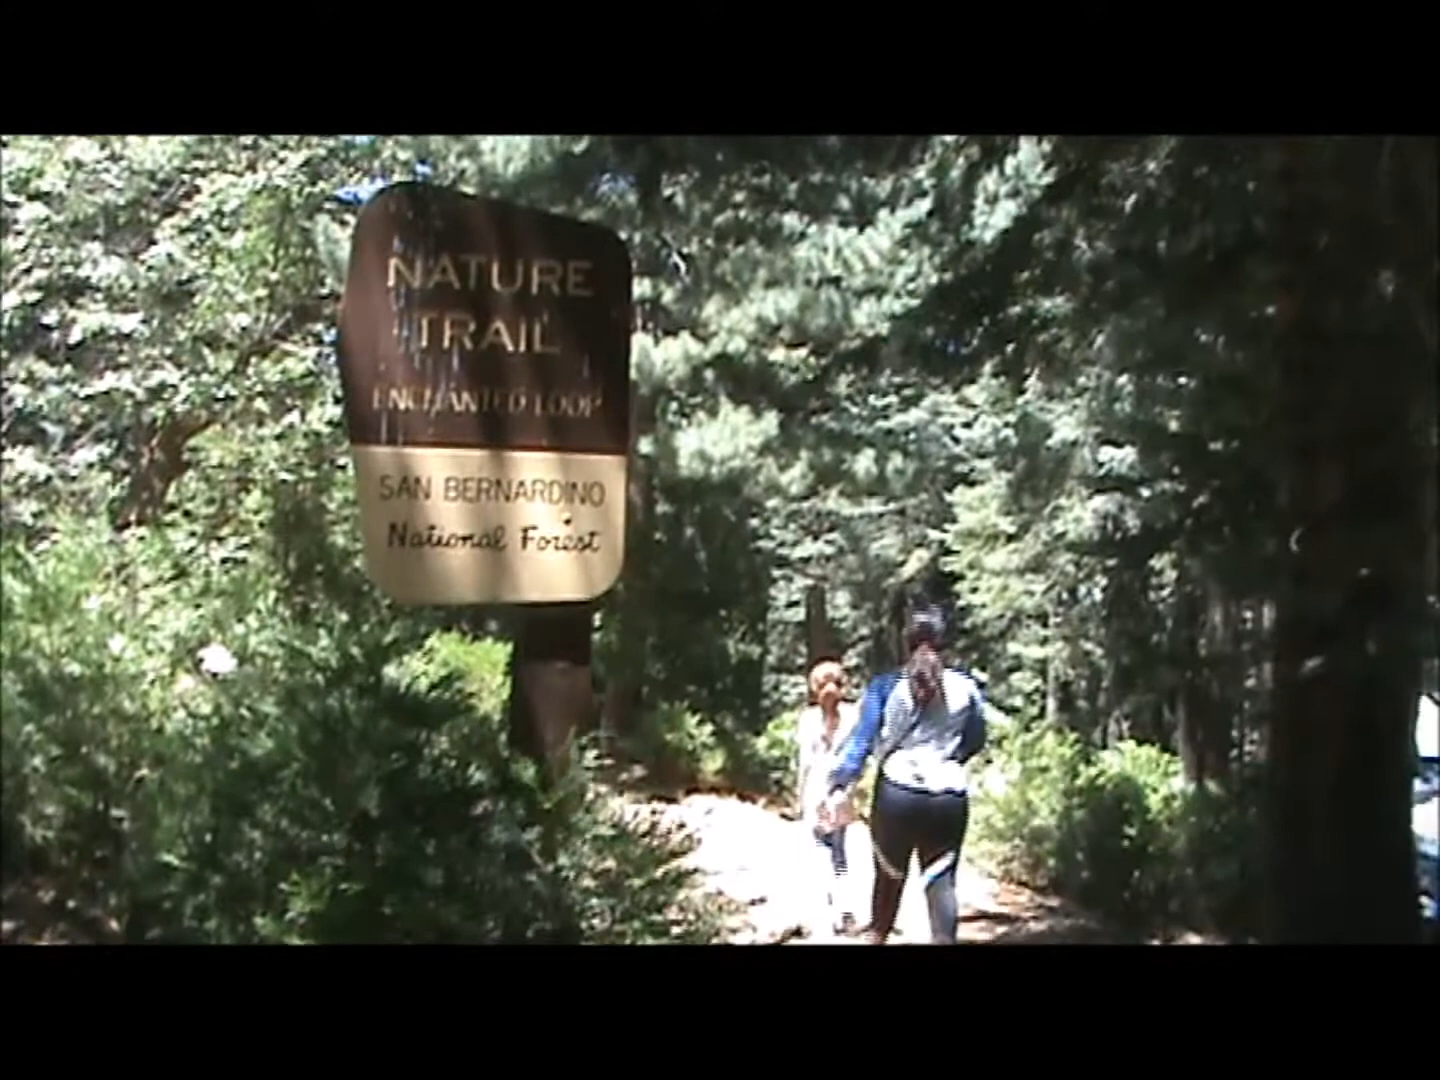 NATURE
TRAIL
ENCHANTED LOOP
SAN BERNARDINO
National Forest